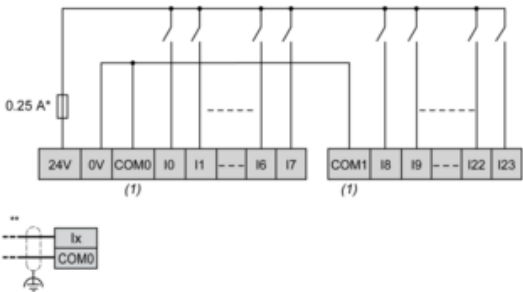 0.25 A*
24V 0V COM0 I0 I1 I6 I7 COM1 I8 I9 I22 I23
(1) (1)
**
Ix
COM0